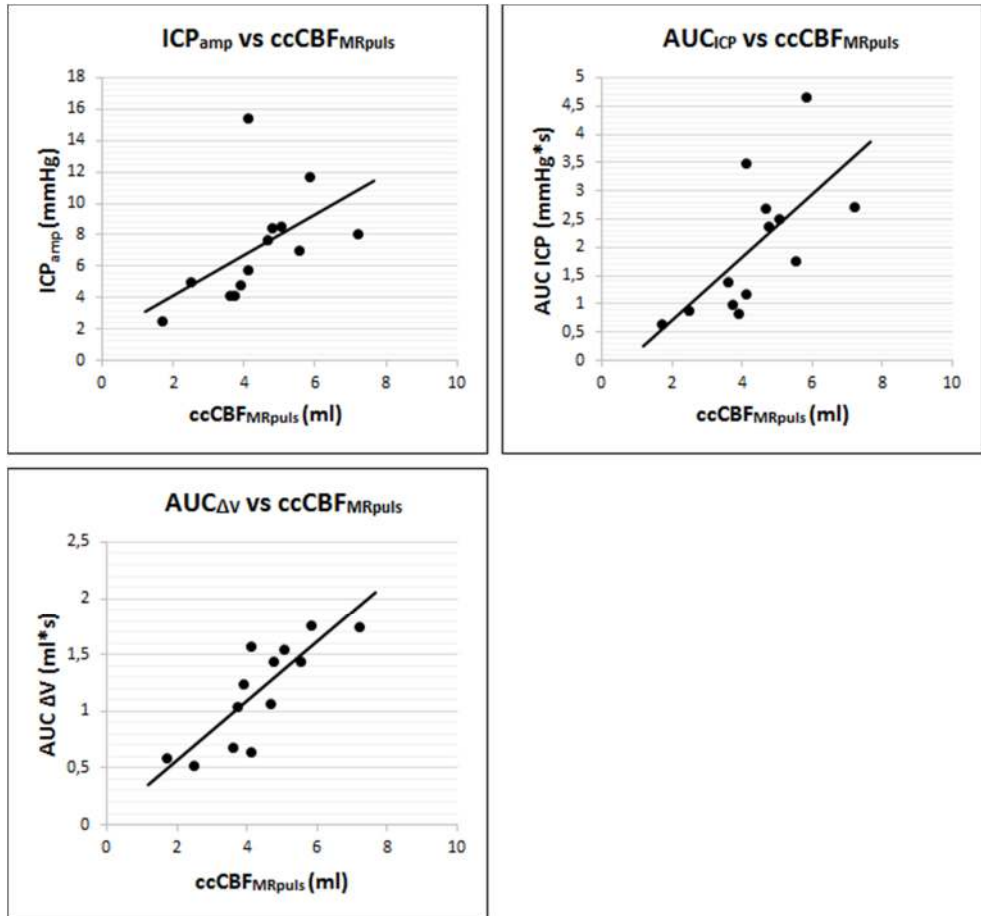 ICPamp vs ccCBFMRpuls
18
16
14
12
10
8
6
4
2
0
ICPamp (mmHg)
0 2 4 6 8 10
ccCBFMRpuls (ml)
AUCICP vs ccCBFMRpuls
5
4,5
4
3,5
3
2,5
2
1,5
1
0,5
0
AUC ICP (mmHg*s)
0 2 4 6 8 10
ccCBFMRpuls (ml)
AUCΔV vs ccCBFMRpuls
2,5
2
1,5
1
0,5
0
AUC ΔV (ml*s)
0 2 4 6 8 10
ccCBFMRpuls (ml)